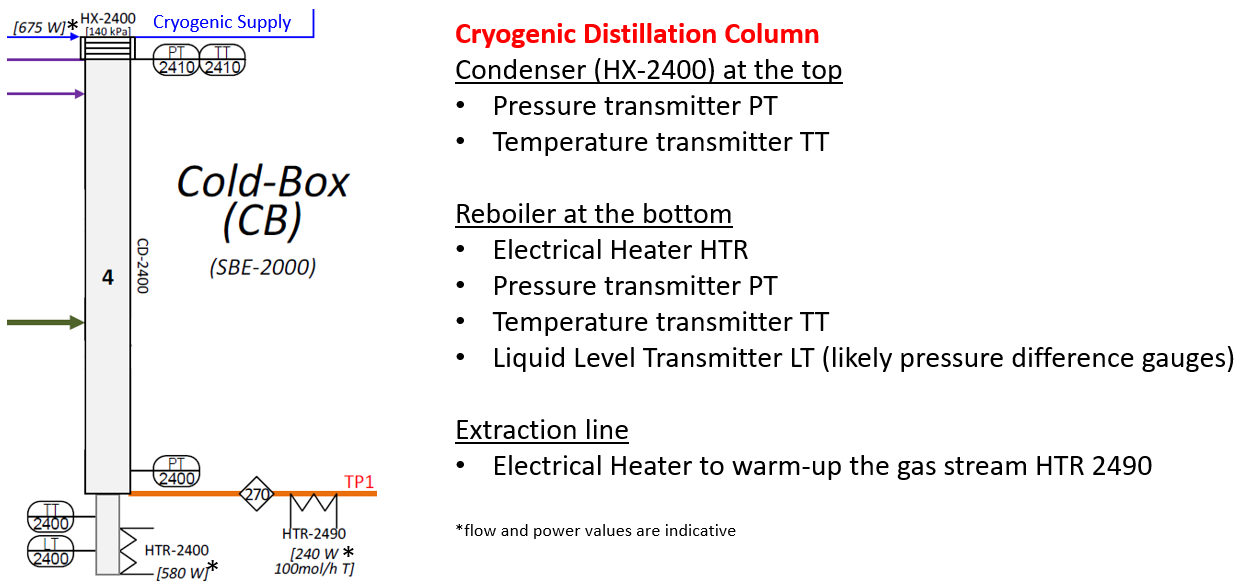 HX-2400
[675 W]*
[140 kPa]
Cryogenic Supply
PT
2410
TT
2410
Cold-Box
(CB)
(SBE-2000)
CD-2400
4
PT
2400
TP1
270
TT
2400
LT
2400
HTR-2400
[580 W]*
HTR-2490
[240 W *
100mol/h T]
Cryogenic Distillation Column
Condenser (HX-2400) at the top
• Pressure transmitter PT
• Temperature transmitter TT
Reboiler at the bottom
• Electrical Heater HTR
• Pressure transmitter PT
• Temperature transmitter TT
• Liquid Level Transmitter LT (likely pressure difference gauges)
Extraction line
• Electrical Heater to warm-up the gas stream HTR 2490
*flow and power values are indicative